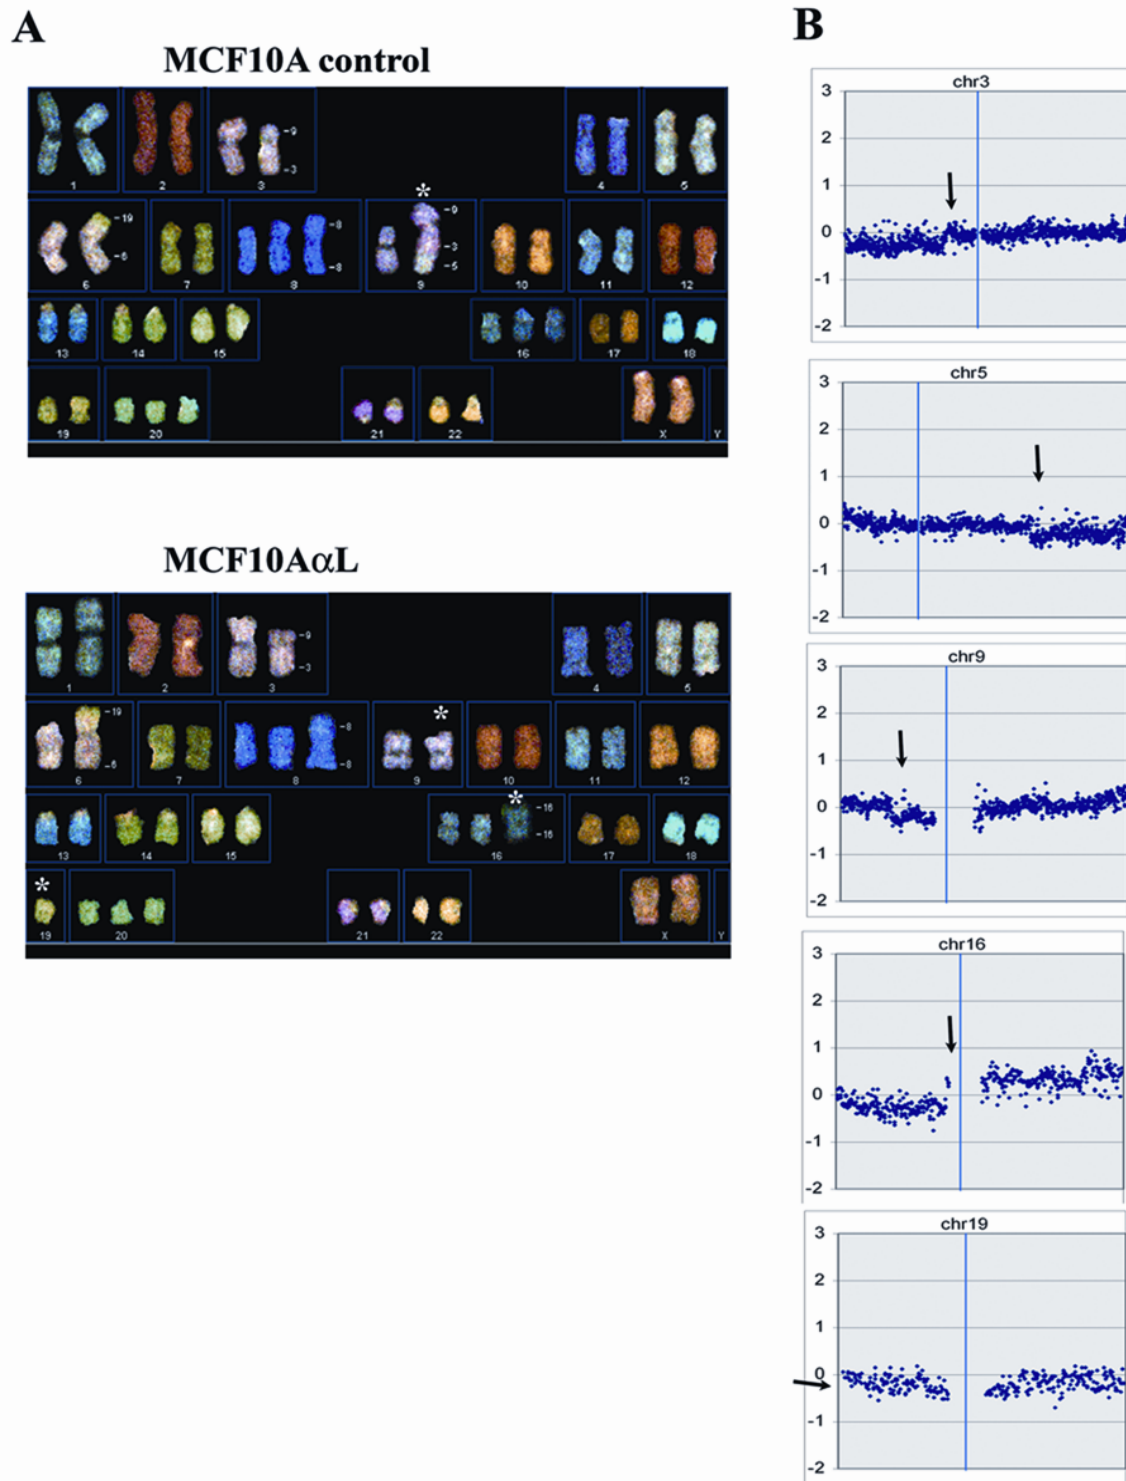 A
MCF10A control
1 2 3 -9 -3 4 5
* 
6 -19 -6 7 8 -8 -8 9 -9 -3 -5 10 11 12
13 14 15 16 17 18
19 20 21 22 X Y
MCF10AαL
1 2 3 -9 -3 4 5
6 -19 -6 7 8 -8 -8 * 9 10 11 12
13 14 15 * 16 -16 -16 17 18
* 19 20 21 22 X Y
B
chr3
3
2
1
0
-1
-2
chr5
3
2
1
0
-1
-2
chr9
3
2
1
0
-1
-2
chr16
3
2
1
0
-1
-2
chr19
3
2
1
0
-1
-2